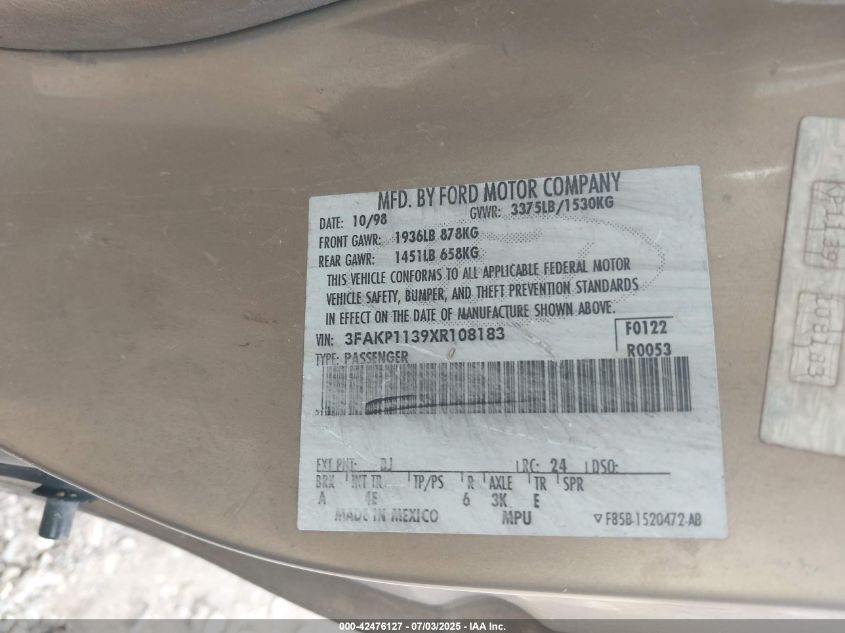 MFD. BY FORD MOTOR COMPANY
DATE: 10/98 GVWR: 3375LB/1530KG
FRONT GAWR: 1936LB 878KG
REAR GAWR: 1451LB 658KG
THIS VEHICLE CONFORMS TO ALL APPLICABLE FEDERAL MOTOR
VEHICLE SAFETY, BUMPER, AND THEFT PREVENTION STANDARDS
IN EFFECT ON THE DATE OF MANUFACTURE SHOWN ABOVE.
VIN: 3FAKP1139XR108183 F0122
TYPE: PASSENGER R0053
EXT PNT: BJ RC: 24 DSO:
BRK INT TR TP/PS R AXLE TR SPR
A 4E 6 3K E
MADE IN MEXICO MPU F85B-1520472-AB
000-42476127 - 07/03/2025 - © IAA Inc.